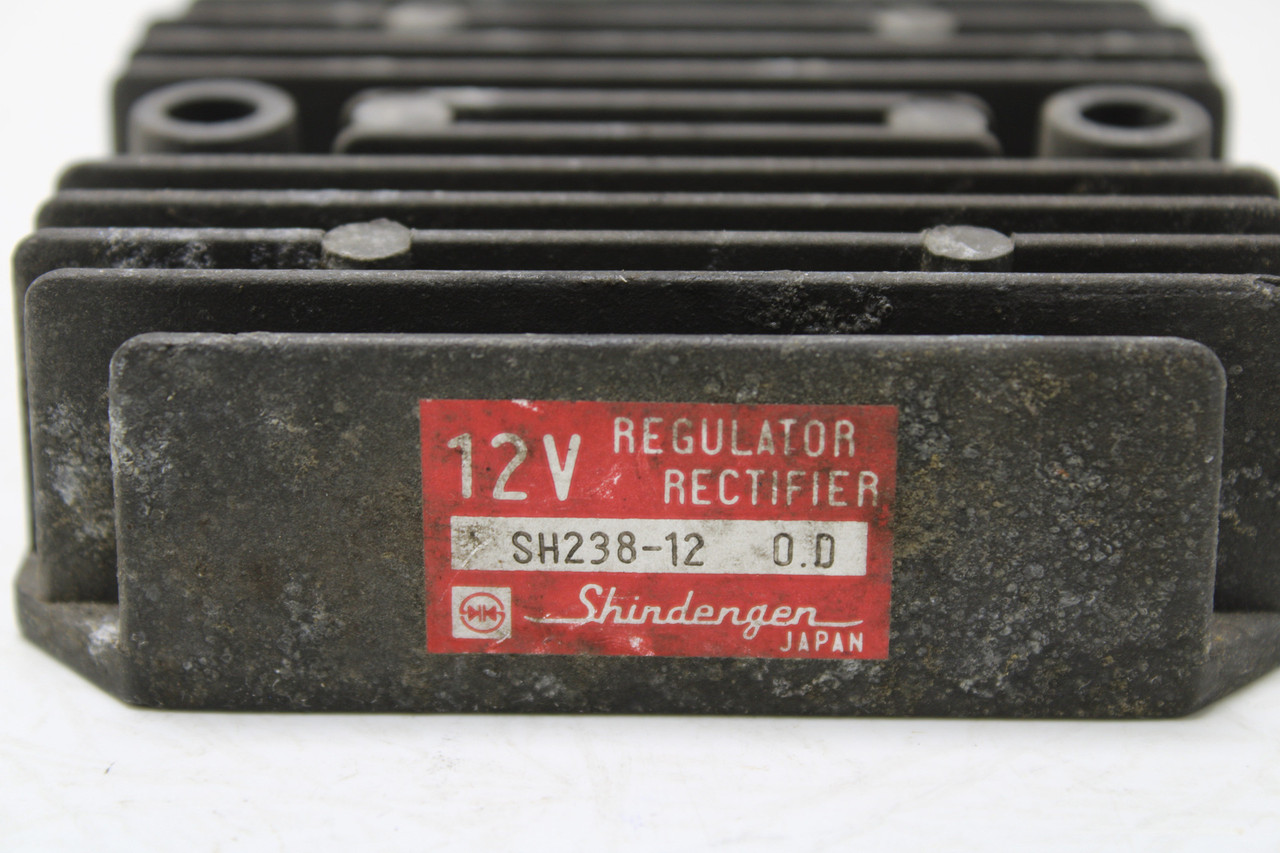 12V REGULATOR
RECTIFIER
SH238-12 0.D
Shindengen
JAPAN